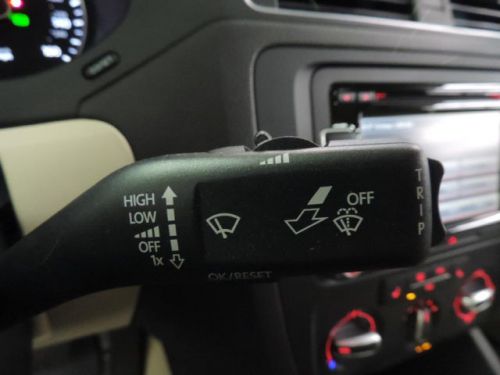 HIGH
LOW
OFF
1x
OFF
OK/RESET
TRIP